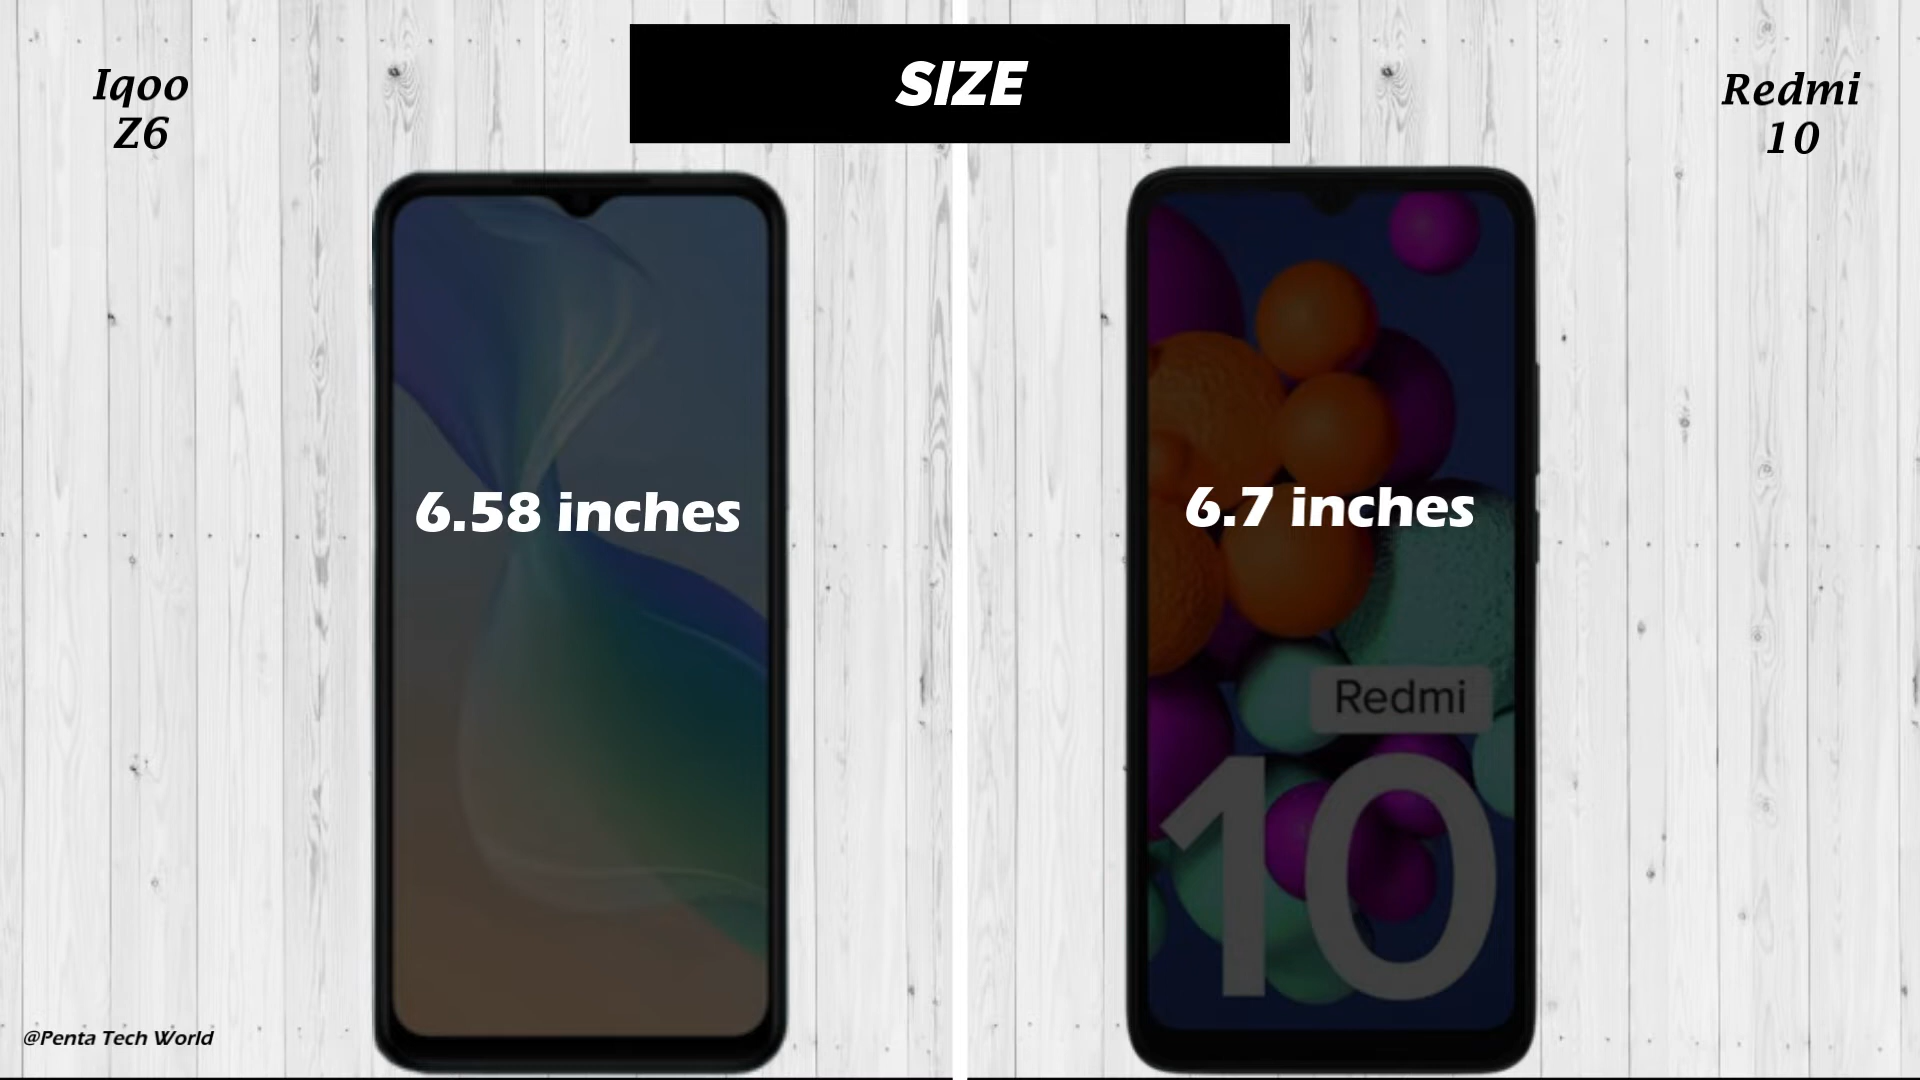 SIZE
Iqoo
Z6
Redmi
10
6.58 inches
6.7 inches
Redmi
10
@Penta Tech World